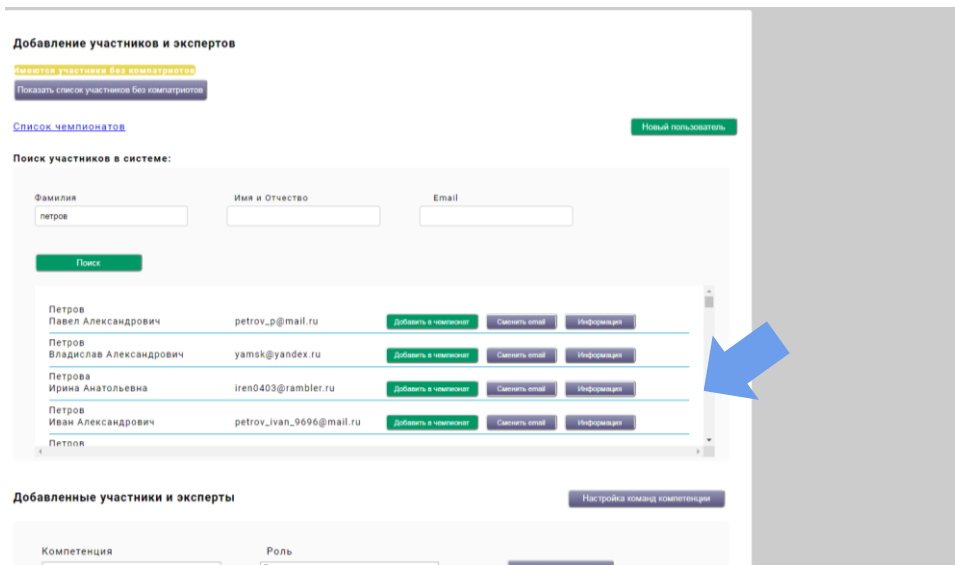 Добавление участников и экспертов
Имеются участники без компатриотов
Показать список участников без компатриотов
Список чемпионатов
Новый пользователь
Поиск участников в системе:
Фамилия Имя и Отчество Email
петров
Поиск
Петров
Павел Александрович petrov_p@mail.ru Добавить в чемпионат Сменить email Информация
Петров
Владислав Александрович yamsk@yandex.ru Добавить в чемпионат Сменить email Информация
Петрова
Ирина Анатольевна iren0403@rambler.ru Добавить в чемпионат Сменить email Информация
Петров
Иван Александрович petrov_ivan_9696@mail.ru Добавить в чемпионат Сменить email Информация
Петров
Добавленные участники и эксперты Настройка команд компетенции
Компетенция Роль